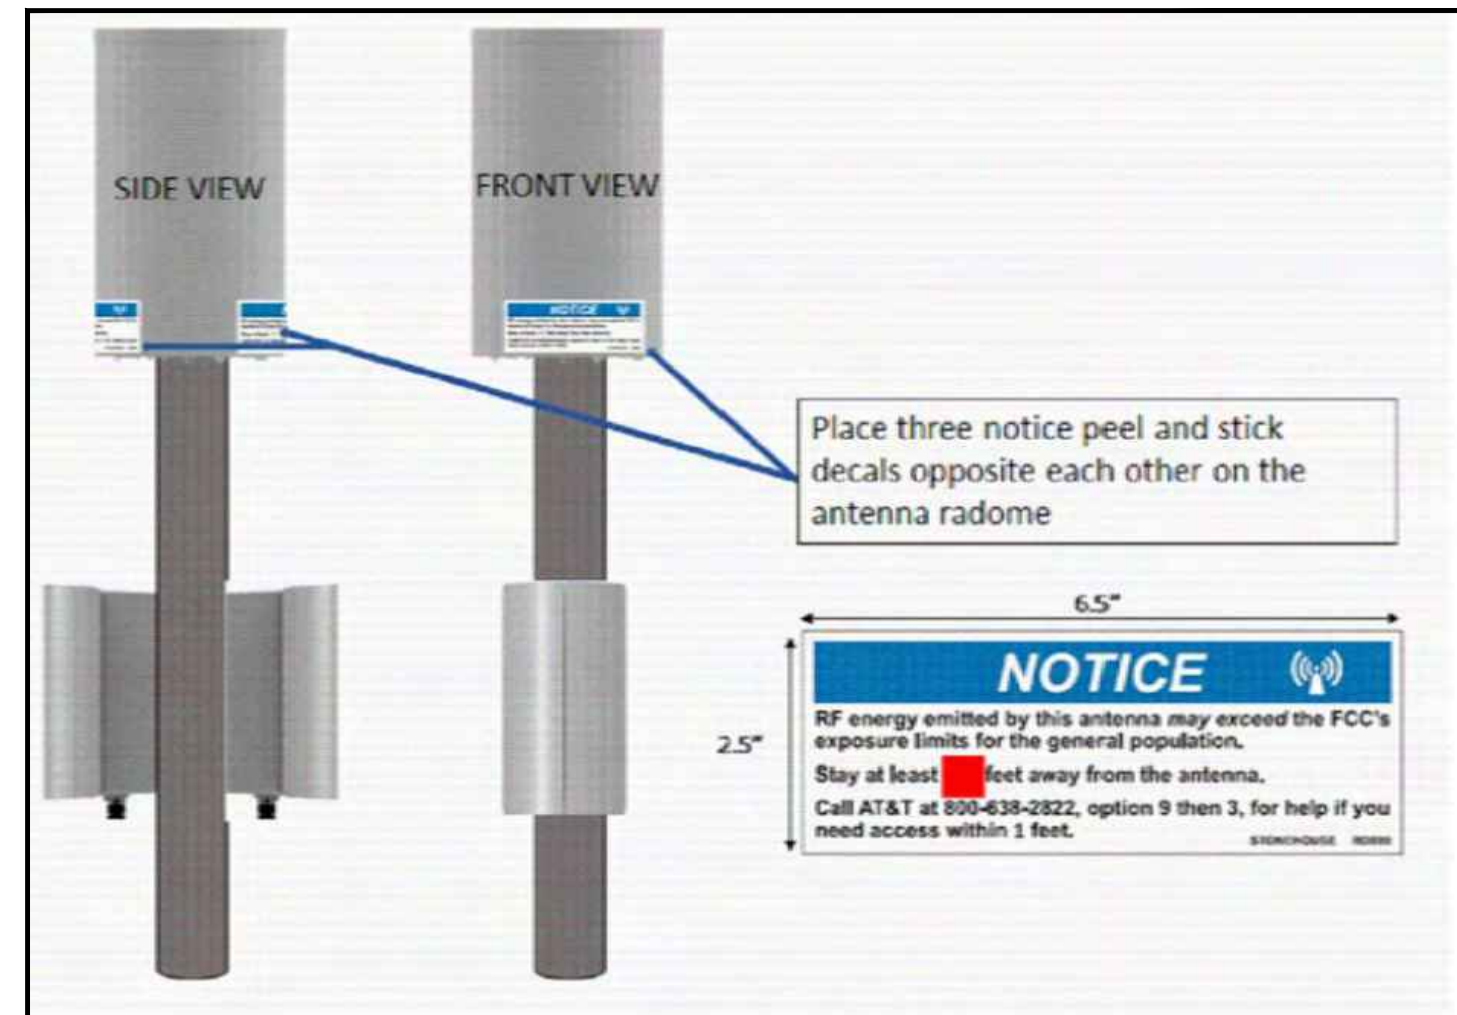 SIDE VIEW
FRONT VIEW
NOTICE
Place three notice peel and stick
decals opposite each other on the
antenna radome
6.5"
2.5"
NOTICE
RF energy emitted by this antenna may exceed the FCC's
exposure limits for the general population.
Stay at least feet away from the antenna.
Call AT&T at 800-638-2822, option 9 then 3, for help if you
need access within 1 feet.
STONEHOUSE